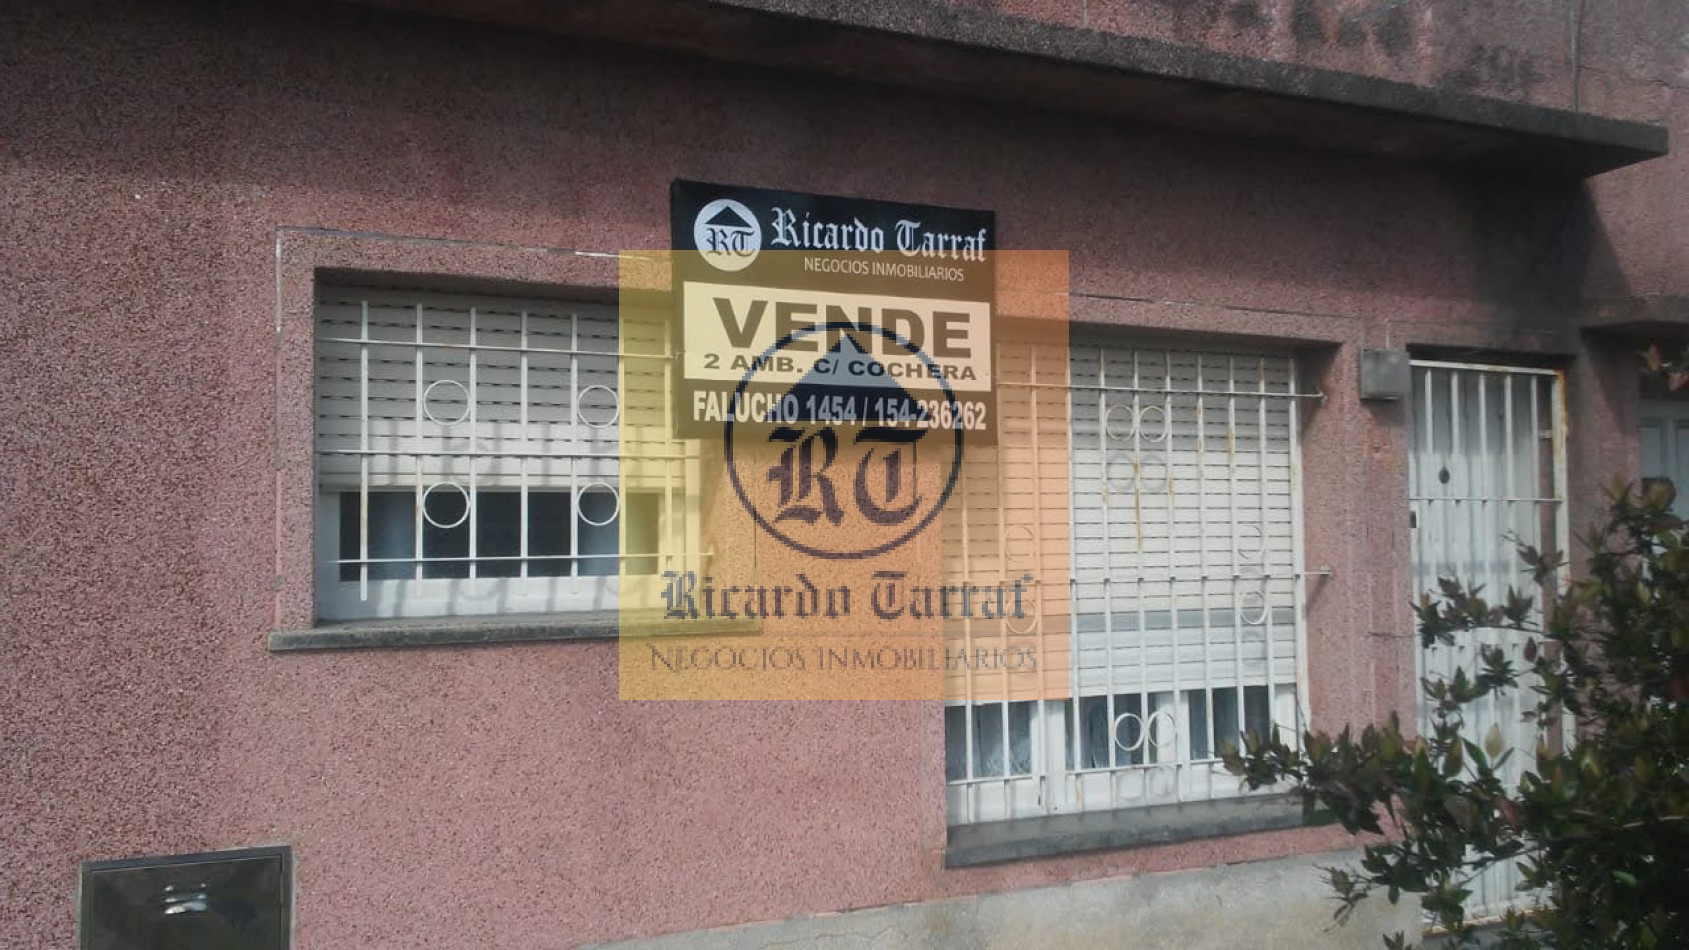 RT
Ricardo Tarraf
NEGOCIOS INMOBILIARIOS
VENDE
2 AMB. C/ COCHERA
FALUCHO 1454 / 154-236262
RT
Ricardo Tarraf
NEGOCIOS INMOBILIARIOS